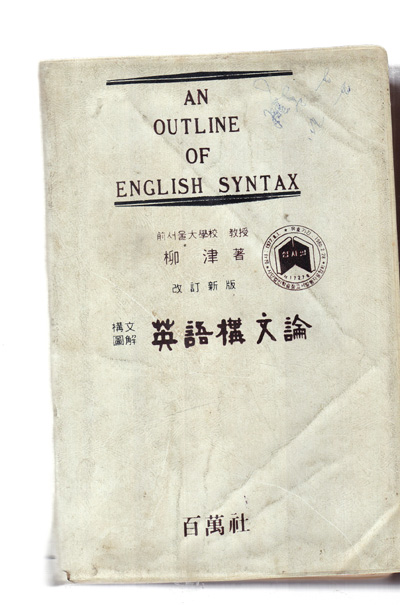 AN
OUTLINE
OF
ENGLISH SYNTAX
前서울大學校 教授
柳 津 著
改訂新版
構文
圖解
英語構文論
百萬社